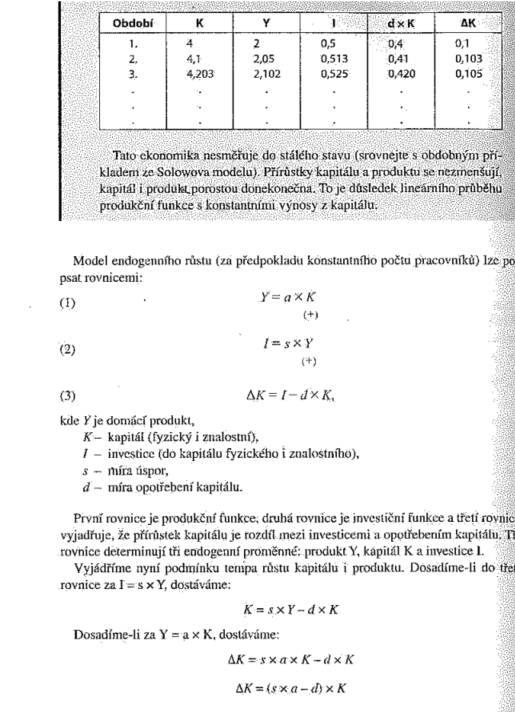 Období K Y I d × K ΔK
1. 4 2 0,5 0,4 0,1
2. 4,1 2,05 0,513 0,41 0,103
3. 4,203 2,102 0,525 0,420 0,105
. . . . . .
. . . . . .
. . . . . .
Tato ekonomika nesměřuje do stálého stavu (srovnejte s obdobným pří-
kladem ze Solowova modelu). Přírůstky kapitálu a produktu se nezmenšují,
kapitál i produkt porostou donekonečna. To je důsledek lineárního průběhu
produkční funkce s konstantními výnosy z kapitálu.
Model endogenního růstu (za předpokladu konstantního počtu pracovníků) lze po
psat rovnicemi:
(1) Y = a × K
(+)
(2) I = s × Y
(+)
(3) ΔK = I – d × K,
kde Y je domácí produkt,
K – kapitál (fyzický i znalostní),
I – investice (do kapitálu fyzického i znalostního),
s – míra úspor,
d – míra opotřebení kapitálu.
První rovnice je produkční funkce, druhá rovnice je investiční funkce a třetí rovnic
vyjadřuje, že přírůstek kapitálu je rozdíl mezi investicemi a opotřebením kapitálu. T
rovnice determinují tři endogenní proměnné: produkt Y, kapitál K a investice I.
Vyjádříme nyní podmínku tempa růstu kapitálu i produktu. Dosadíme-li do tře
rovnice za I = s × Y, dostáváme:
K = s × Y – d × K
Dosadíme-li za Y = a × K, dostáváme:
ΔK = s × a × K – d × K
ΔK = (s × a – d) × K